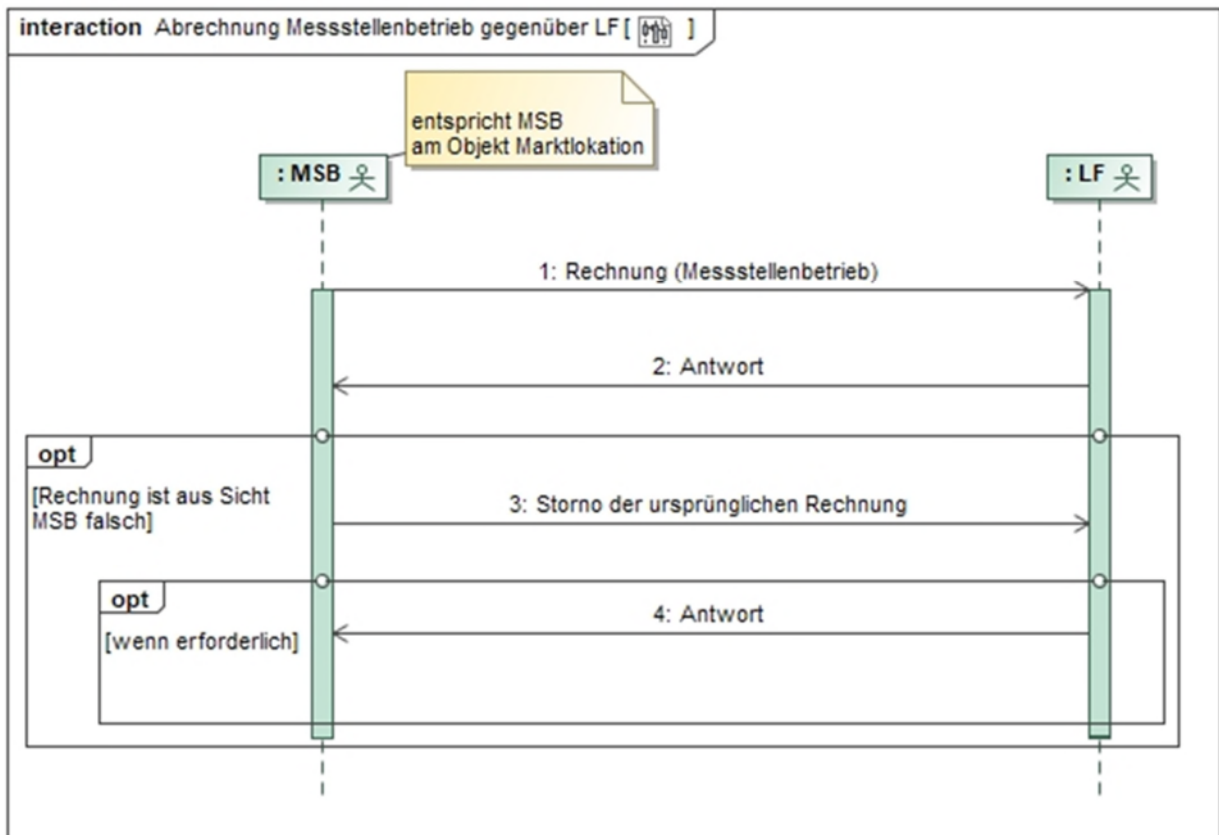 interaction Abrechnung Messstellenbetrieb gegenüber LF [ ]
entspricht MSB
am Objekt Marktlokation
: MSB
: LF
1: Rechnung (Messstellenbetrieb)
2: Antwort
opt
[Rechnung ist aus Sicht
MSB falsch]
3: Storno der ursprünglichen Rechnung
opt
[wenn erforderlich]
4: Antwort